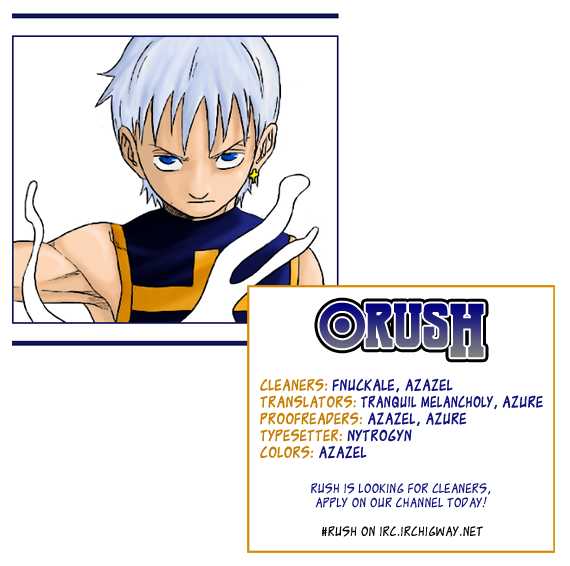 RUSH
CLEANERS: FNUCKALE, AZAZEL
TRANSLATORS: TRANQUIL MELANCHOLY, AZURE
PROOFREADERS: AZAZEL, AZURE
TYPESETTER: NYTROGYN
COLORS: AZAZEL
RUSH IS LOOKING FOR CLEANERS,
APPLY ON OUR CHANNEL TODAY!
#RUSH ON IRC.IRCHIGWAY.NET